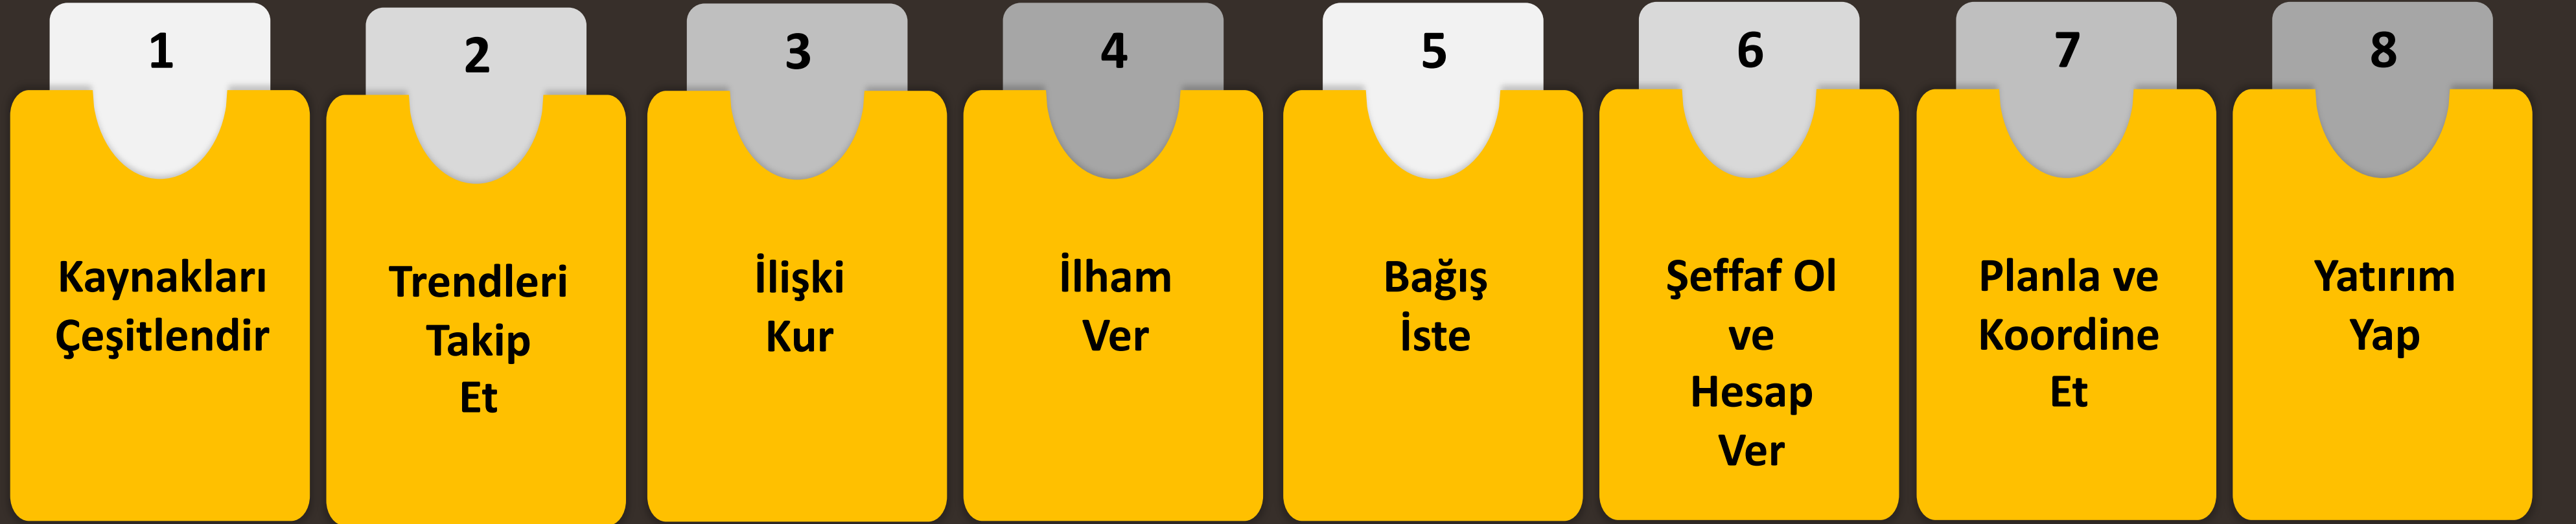 1
Kaynakları
Çeşitlendir
2
Trendleri
Takip
Et
3
İlişki
Kur
4
İlham
Ver
5
Bağış
İste
6
Şeffaf Ol
ve
Hesap
Ver
7
Planla ve
Koordine
Et
8
Yatırım
Yap